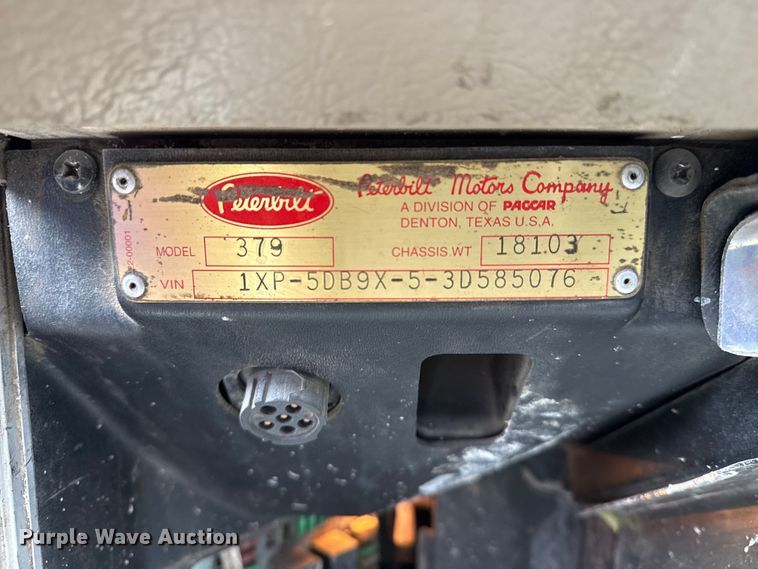 Peterbilt
Peterbilt Motors Company
A DIVISION OF PACCAR
DENTON, TEXAS U.S.A.
MODEL 379 CHASSIS WT 18103
VIN 1XP-5DB9X-5-3D585076
Purple Wave Auction